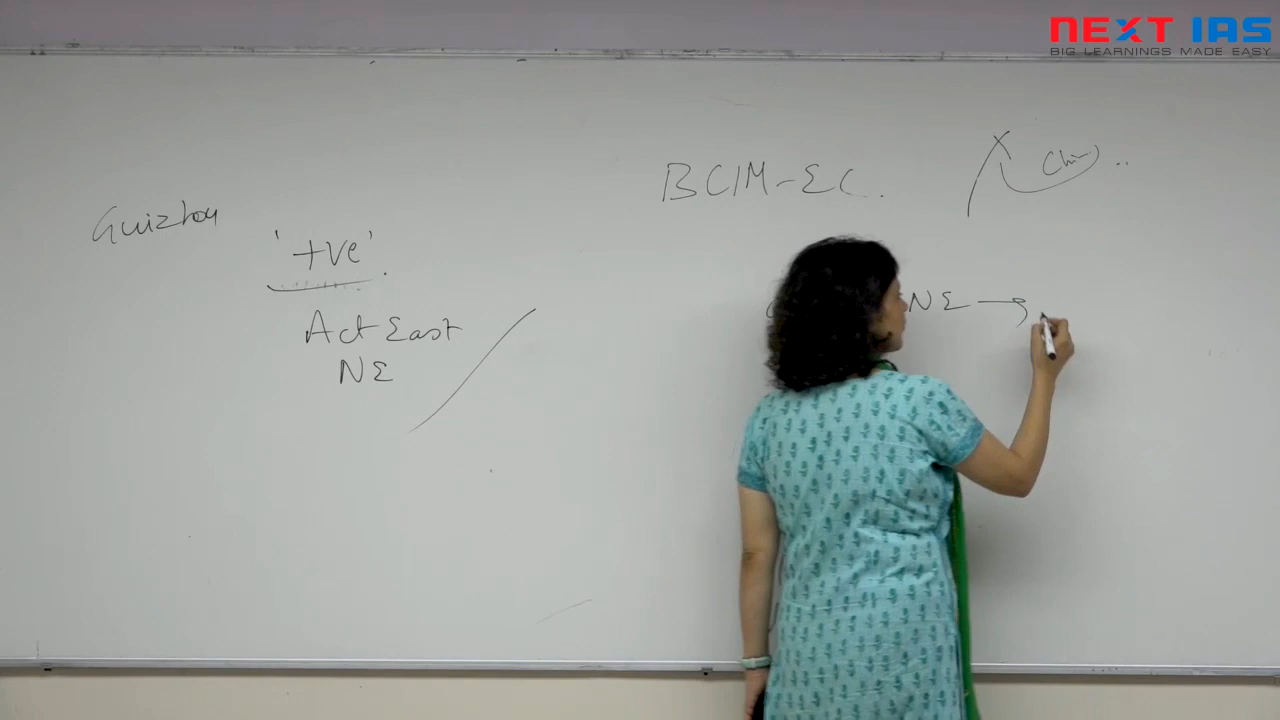 NEXT IAS
BIG LEARNINGS MADE EASY
BCIM-EC.
Guizhou
'+ve'.
Act East
NE
NE →